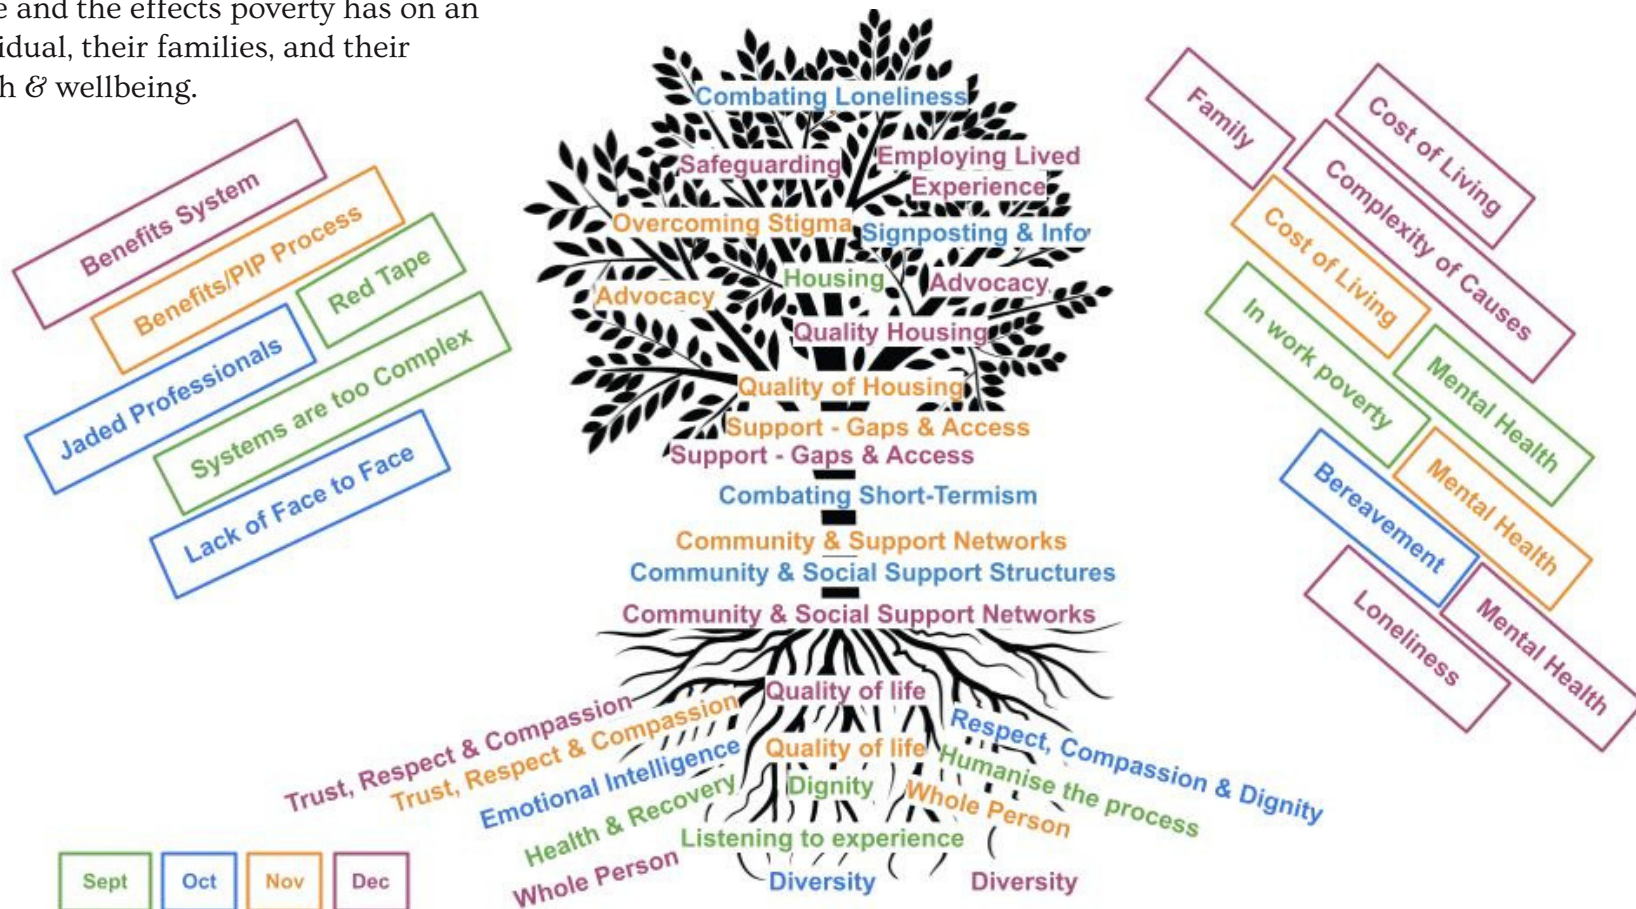 e and the effects poverty has on an
idual, their families, and their
h & wellbeing.
Benefits System
Benefits/PIP Process
Red Tape
Jaded Professionals
Systems are too Complex
Lack of Face to Face
Combating Loneliness
Safeguarding
Employing Lived
Experience
Overcoming Stigma
Signposting & Info
Housing
Advocacy
Advocacy
Quality Housing
Quality of Housing
Support - Gaps & Access
Support - Gaps & Access
Combating Short-Termism
Community & Support Networks
Community & Social Support Structures
Community & Social Support Networks
Family
Cost of Living
Complexity of Causes
Cost of Living
In work poverty
Mental Health
Mental Health
Bereavement
Mental Health
Loneliness
Quality of life
Trust, Respect & Compassion
Trust, Respect & Compassion
Emotional Intelligence
Quality of life
Respect, Compassion & Dignity
Humanise the process
Dignity
Whole Person
Health & Recovery
Listening to experience
Whole Person
Diversity
Diversity
Sept
Oct
Nov
Dec